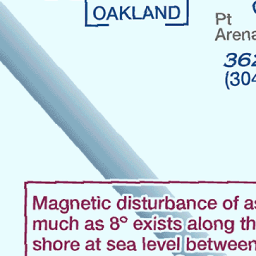 OAKLAND
Pt
Arena
362
(304
Magnetic disturbance of as
much as 8° exists along th
shore at sea level between